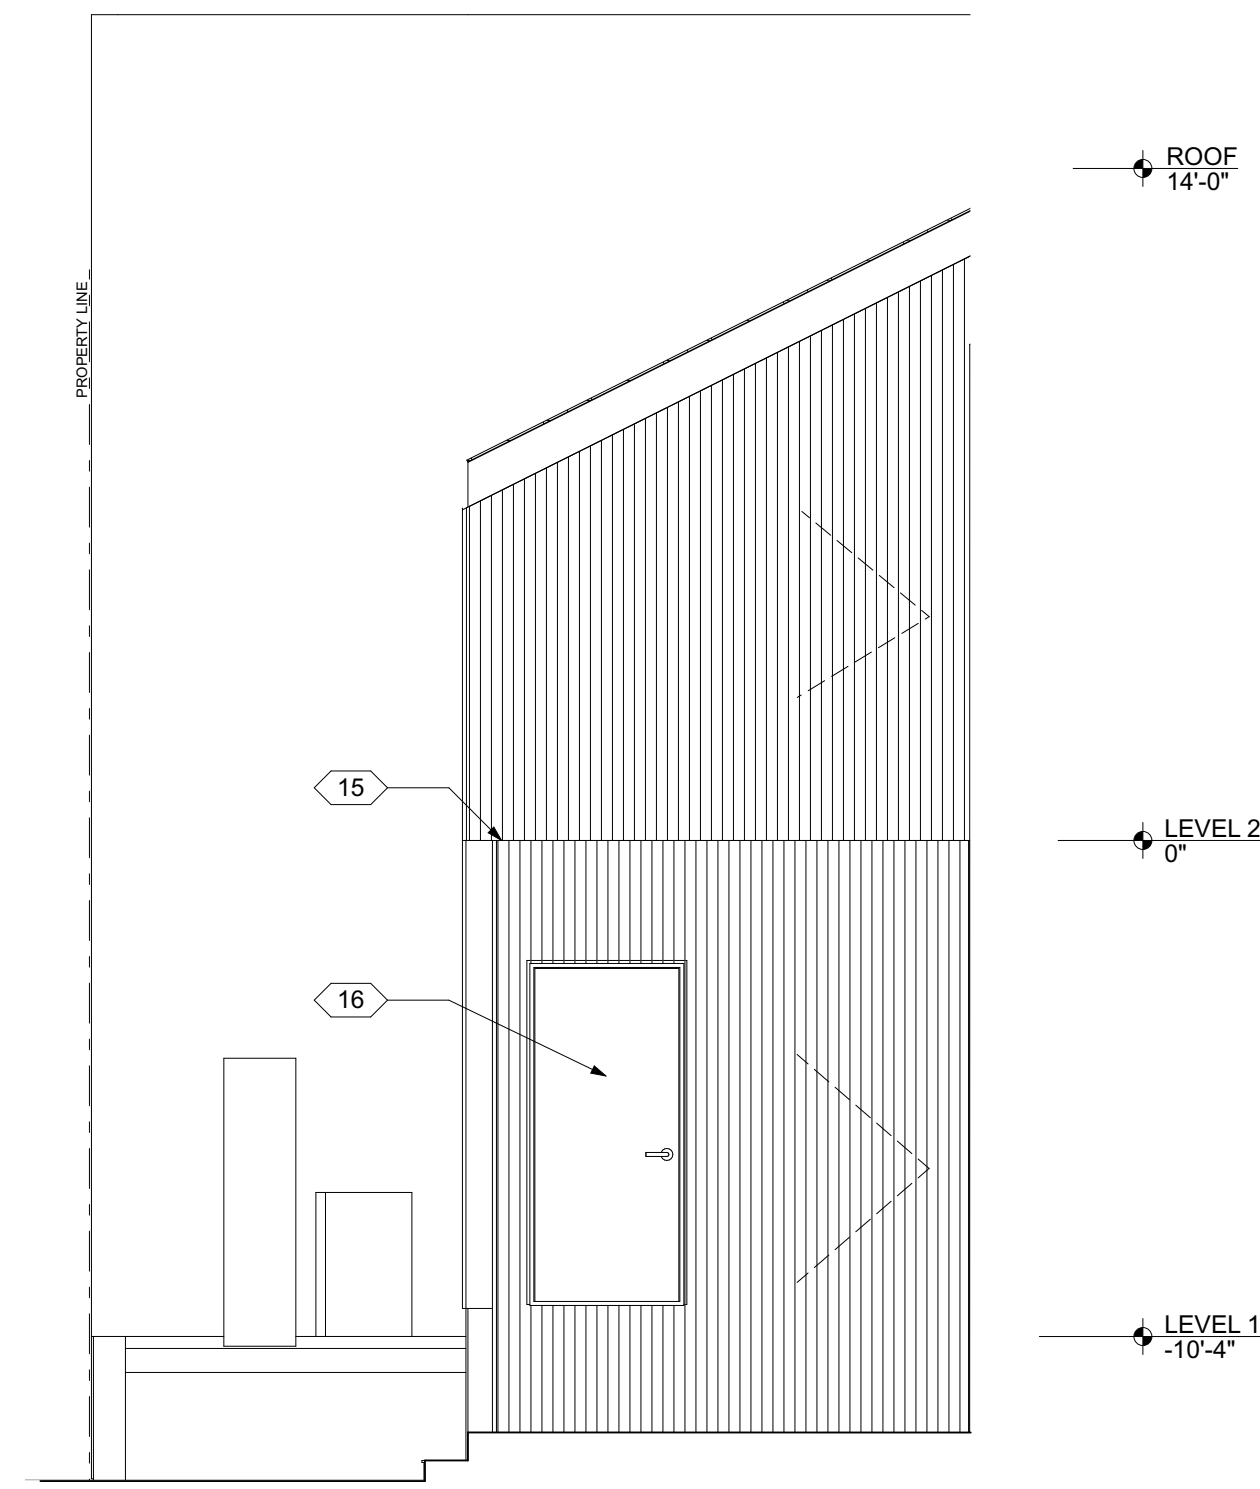 ROOF
14'-0"
PROPERTY LINE
15
LEVEL 2
0"
16
LEVEL 1
-10'-4"